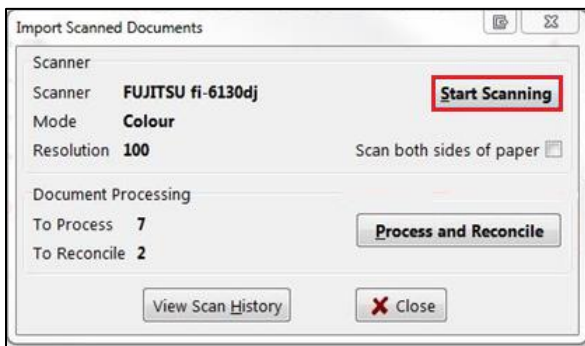 Import Scanned Documents
Scanner
Scanner FUJITSU fi-6130dj
Start Scanning
Mode Colour
Resolution 100
Scan both sides of paper
Document Processing
To Process 7
Process and Reconcile
To Reconcile 2
View Scan History
Close